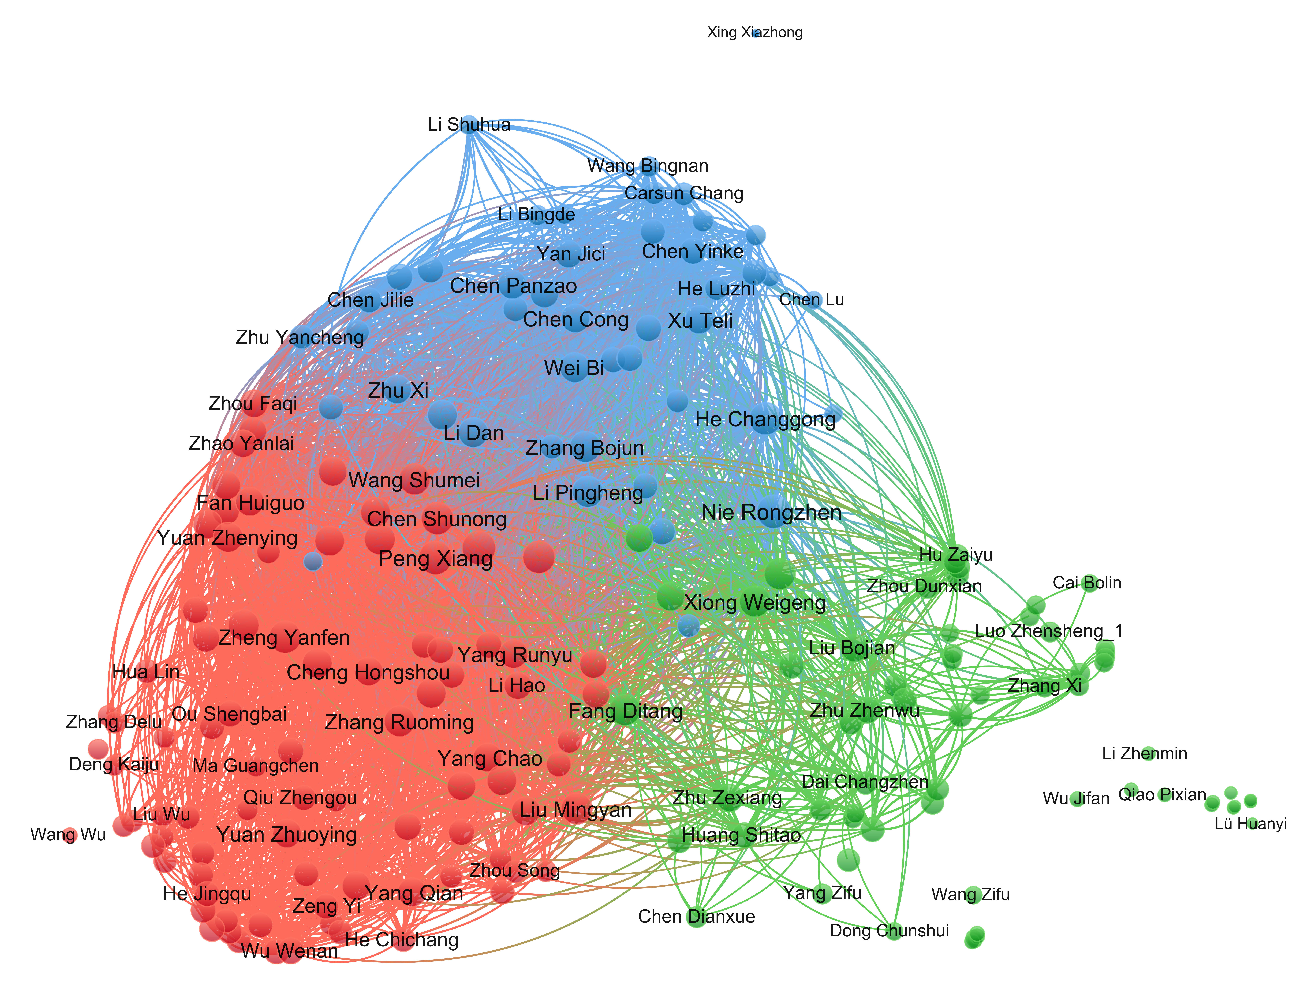 Xing Xiazhong
Li Shuhua
Wang Bingnan
Carsun Chang
Li Bingde
Yan Jici
Chen Yinke
Chen Panzao
He Luzhi
Chen Jilie
Chen Lu
Chen Cong
Xu Teli
Zhu Yancheng
Wei Bi
Zhu Xi
Zhou Faqi
He Changgong
Li Dan
Zhao Yanlai
Zhang Bojun
Wang Shumei
Li Pingheng
Fan Huiguo
Nie Rongzhen
Chen Shunong
Yuan Zhenying
Hu Zaiyu
Peng Xiang
Cai Bolin
Zhou Dunxian
Xiong Weigeng
Luo Zhensheng_1
Zheng Yanfen
Liu Bojian
Yang Runyu
Hua Lin
Cheng Hongshou
Li Hao
Zhang Xi
Fang Ditang
Zhu Zhenwu
Ou Shengbai
Zhang Delu
Zhang Ruoming
Li Zhenmin
Yang Chao
Deng Kaiju
Ma Guangchen
Dai Changzhen
Qiao Pixian
Qiu Zhengou
Zhu Zexiang
Wu Jifan
Liu Mingyan
Liu Wu
Lü Huanyi
Wang Wu
Yuan Zhuoying
Huang Shitao
Zhou Song
He Jingqu
Yang Qian
Yang Zifu
Wang Zifu
Zeng Yi
Chen Dianxue
Dong Chunshui
He Chichang
Wu Wenan